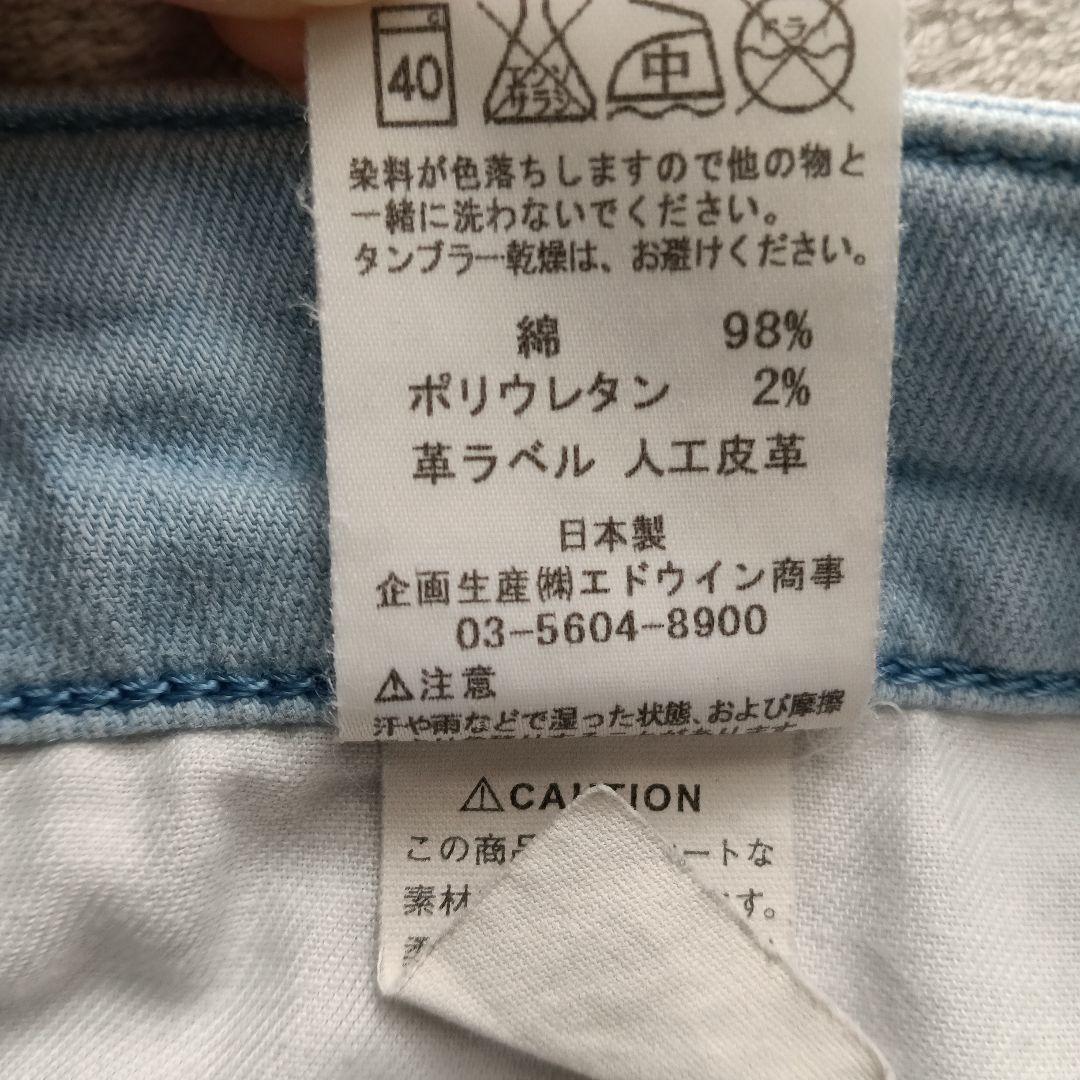 40
エンソ
サラシ
中
ドライ
染料が色落ちしますので他の物と
一緒に洗わないでください。
タンブラー乾燥は、お避けください。
綿 98%
ポリウレタン 2%
革ラベル 人工皮革
日本製
企画生産㈱エドウイン商事
03-5604-8900
⚠注意
汗や雨などで湿った状態、および摩擦
⚠CAUTION
この商 ートな
素材 す。